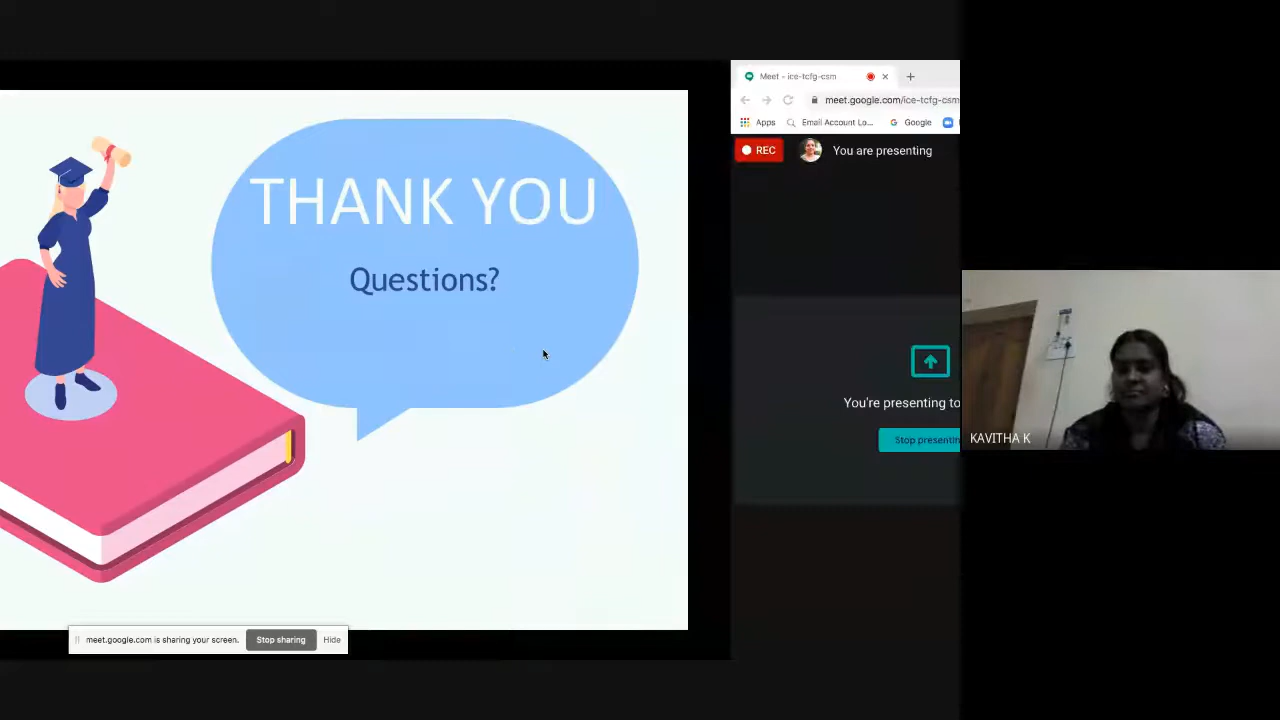 THANK YOU
Questions?
meet.google.com is sharing your screen. Stop sharing Hide
Meet - ice-tcfg-csm
meet.google.com/ice-tcfg-csm
Apps Email Account Lo... Google
REC You are presenting
You're presenting to
Stop presentin
KAVITHA K